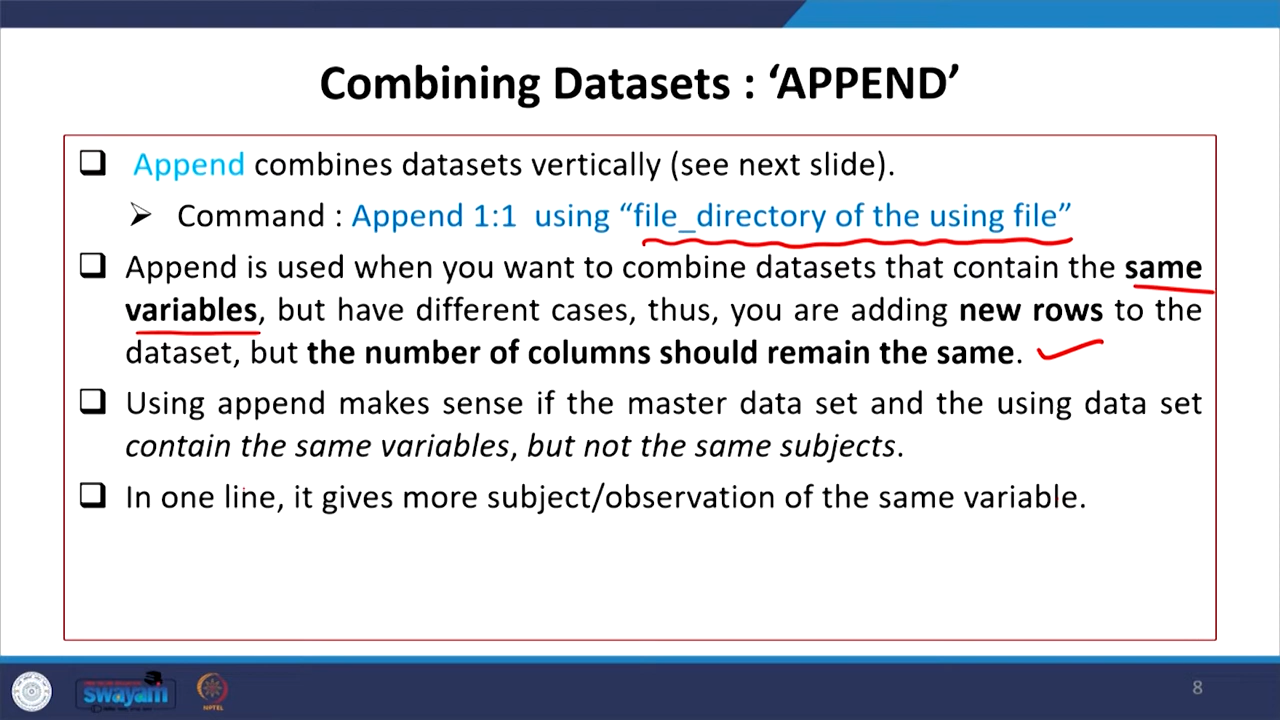 Combining Datasets : ‘APPEND’
❑ Append combines datasets vertically (see next slide).
➢ Command : Append 1:1 using “file_directory of the using file”
❑ Append is used when you want to combine datasets that contain the same
variables, but have different cases, thus, you are adding new rows to the
dataset, but the number of columns should remain the same.
❑ Using append makes sense if the master data set and the using data set
contain the same variables, but not the same subjects.
❑ In one line, it gives more subject/observation of the same variable.
swayam
NPTEL
8